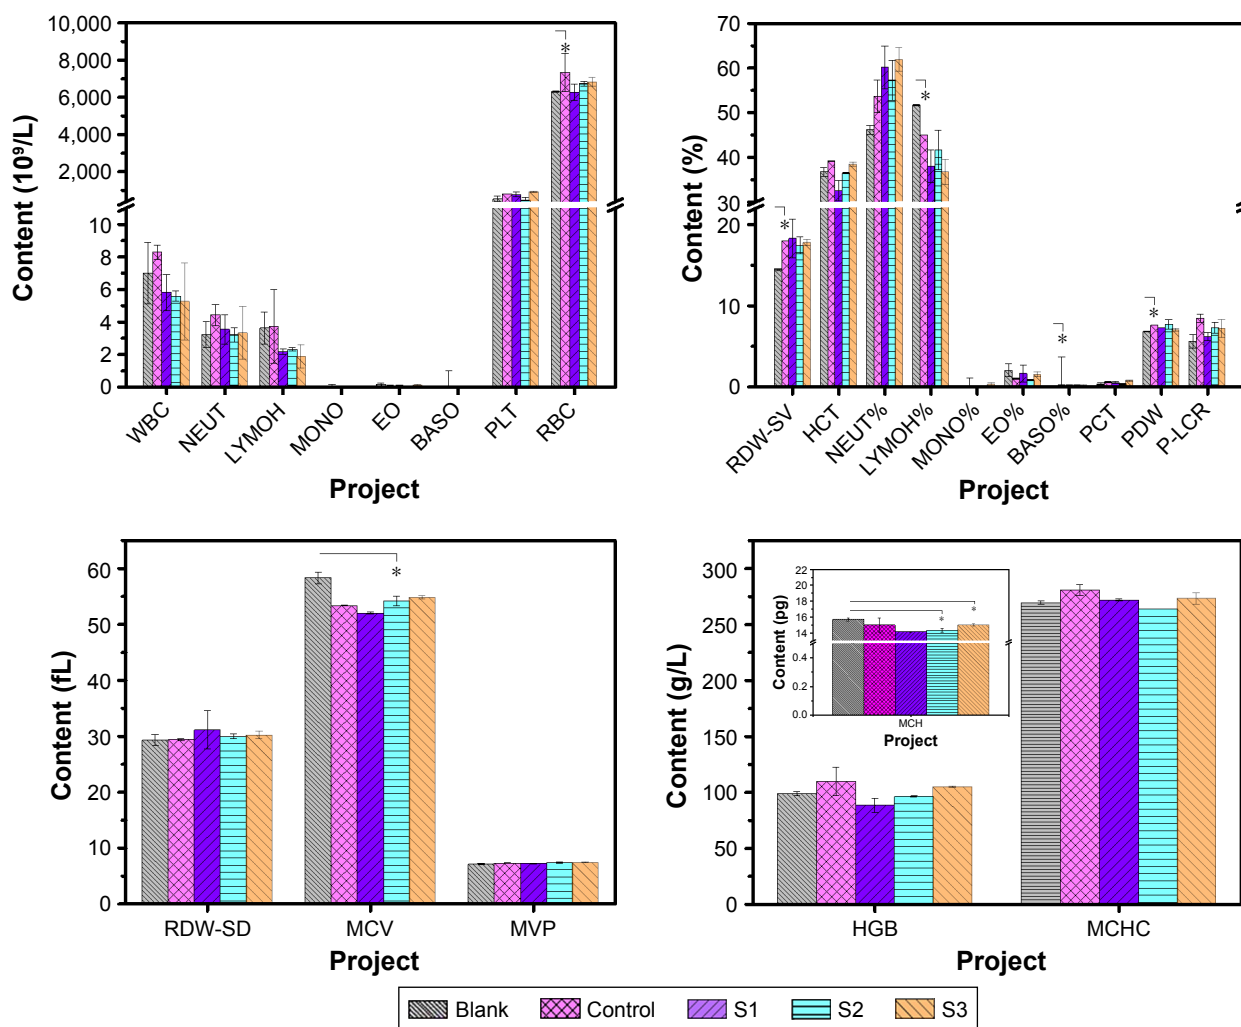 10,000
8,000
6,000
4,000
2,000
10
8
6
4
2
0
Content (10⁹/L)
*
WBC
NEUT
LYMOH
MONO
EO
BASO
PLT
RBC
Project
70
60
50
40
30
20
10
0
Content (%)
*
*
*
*
RDW-SV
HCT
NEUT%
LYMOH%
MONO%
EO%
BASO%
PCT
PDW
P-LCR
Project
60
50
40
30
20
10
0
Content (fL)
*
RDW-SD
MCV
MVP
Project
300
250
200
150
100
50
0
Content (g/L)
22
20
18
16
14
0.4
0.2
0.0
Content (pg)
*
*
MCH
Project
HGB
MCHC
Project
Blank Control S1 S2 S3